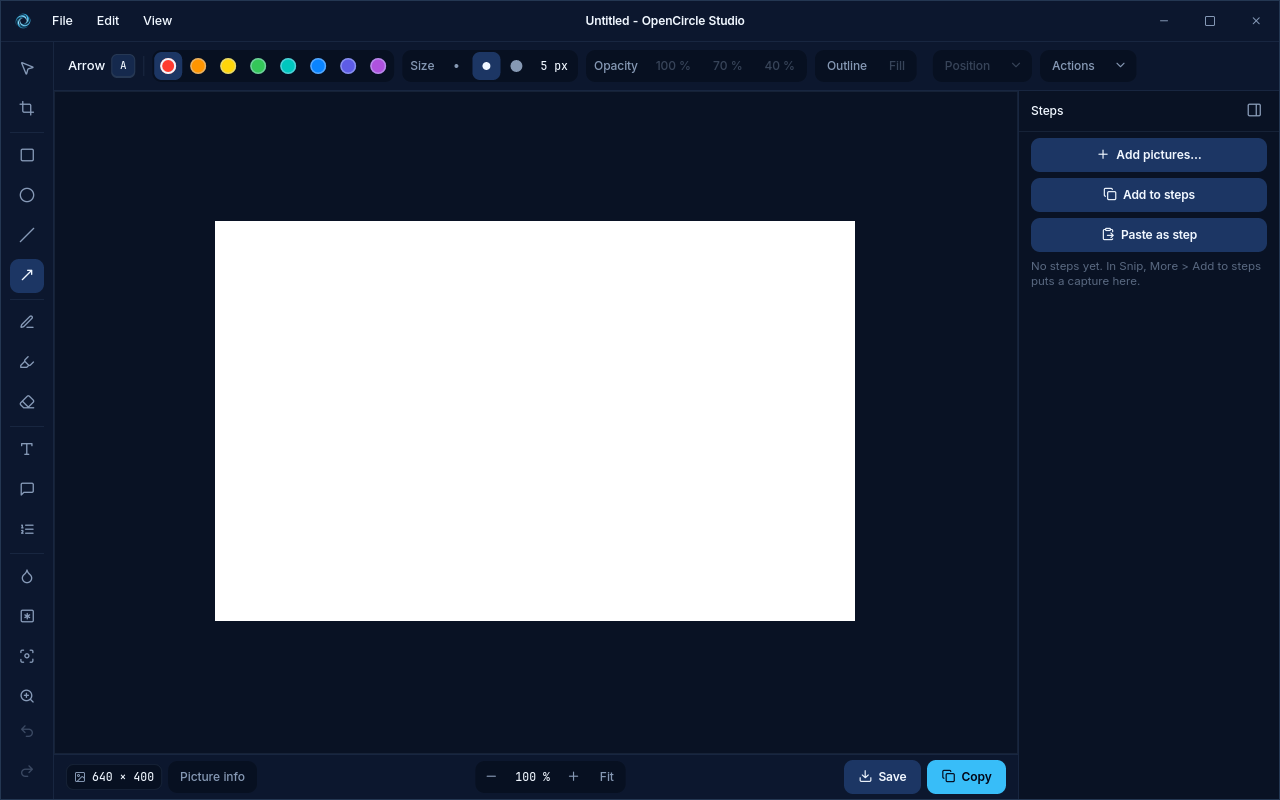 File Edit View Untitled - OpenCircle Studio
Arrow A Size 5 px Opacity 100 % 70 % 40 % Outline Fill Position Actions
Steps
Add pictures...
Add to steps
Paste as step
No steps yet. In Snip, More > Add to steps
puts a capture here.
640 × 400 Picture info 100 % Fit Save Copy